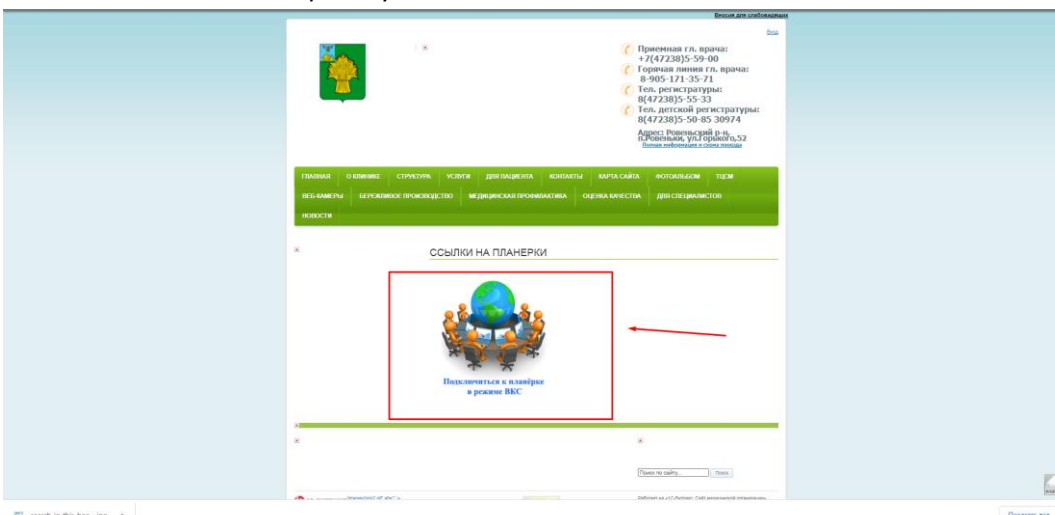 Версия для слабовидящих
Вход
Приемная гл. врача:
+7(47238)5-59-00
Горячая линия гл. врача:
8-905-171-35-71
Тел. регистратуры:
8(47238)5-55-33
Тел. детской регистратуры:
8(47238)5-50-85 30974
Адрес: Ровеньский р-н,
п.Ровеньки, ул.Горького,52
Полная информация и схема проезда
ГЛАВНАЯ О КЛИНИКЕ СТРУКТУРА УСЛУГИ ДЛЯ ПАЦИЕНТА КОНТАКТЫ КАРТА САЙТА ФОТОАЛЬБОМ ТЦСМ
ВЕБ-КАМЕРЫ БЕРЕЖЛИВОЕ ПРОИЗВОДСТВО МЕДИЦИНСКАЯ ПРОФИЛАКТИКА ОЦЕНКА КАЧЕСТВА ДЛЯ СПЕЦИАЛИСТОВ
НОВОСТИ
ССЫЛКИ НА ПЛАНЕРКИ
Подключиться к планёрке
в режиме ВКС
Поиск по сайту... Поиск